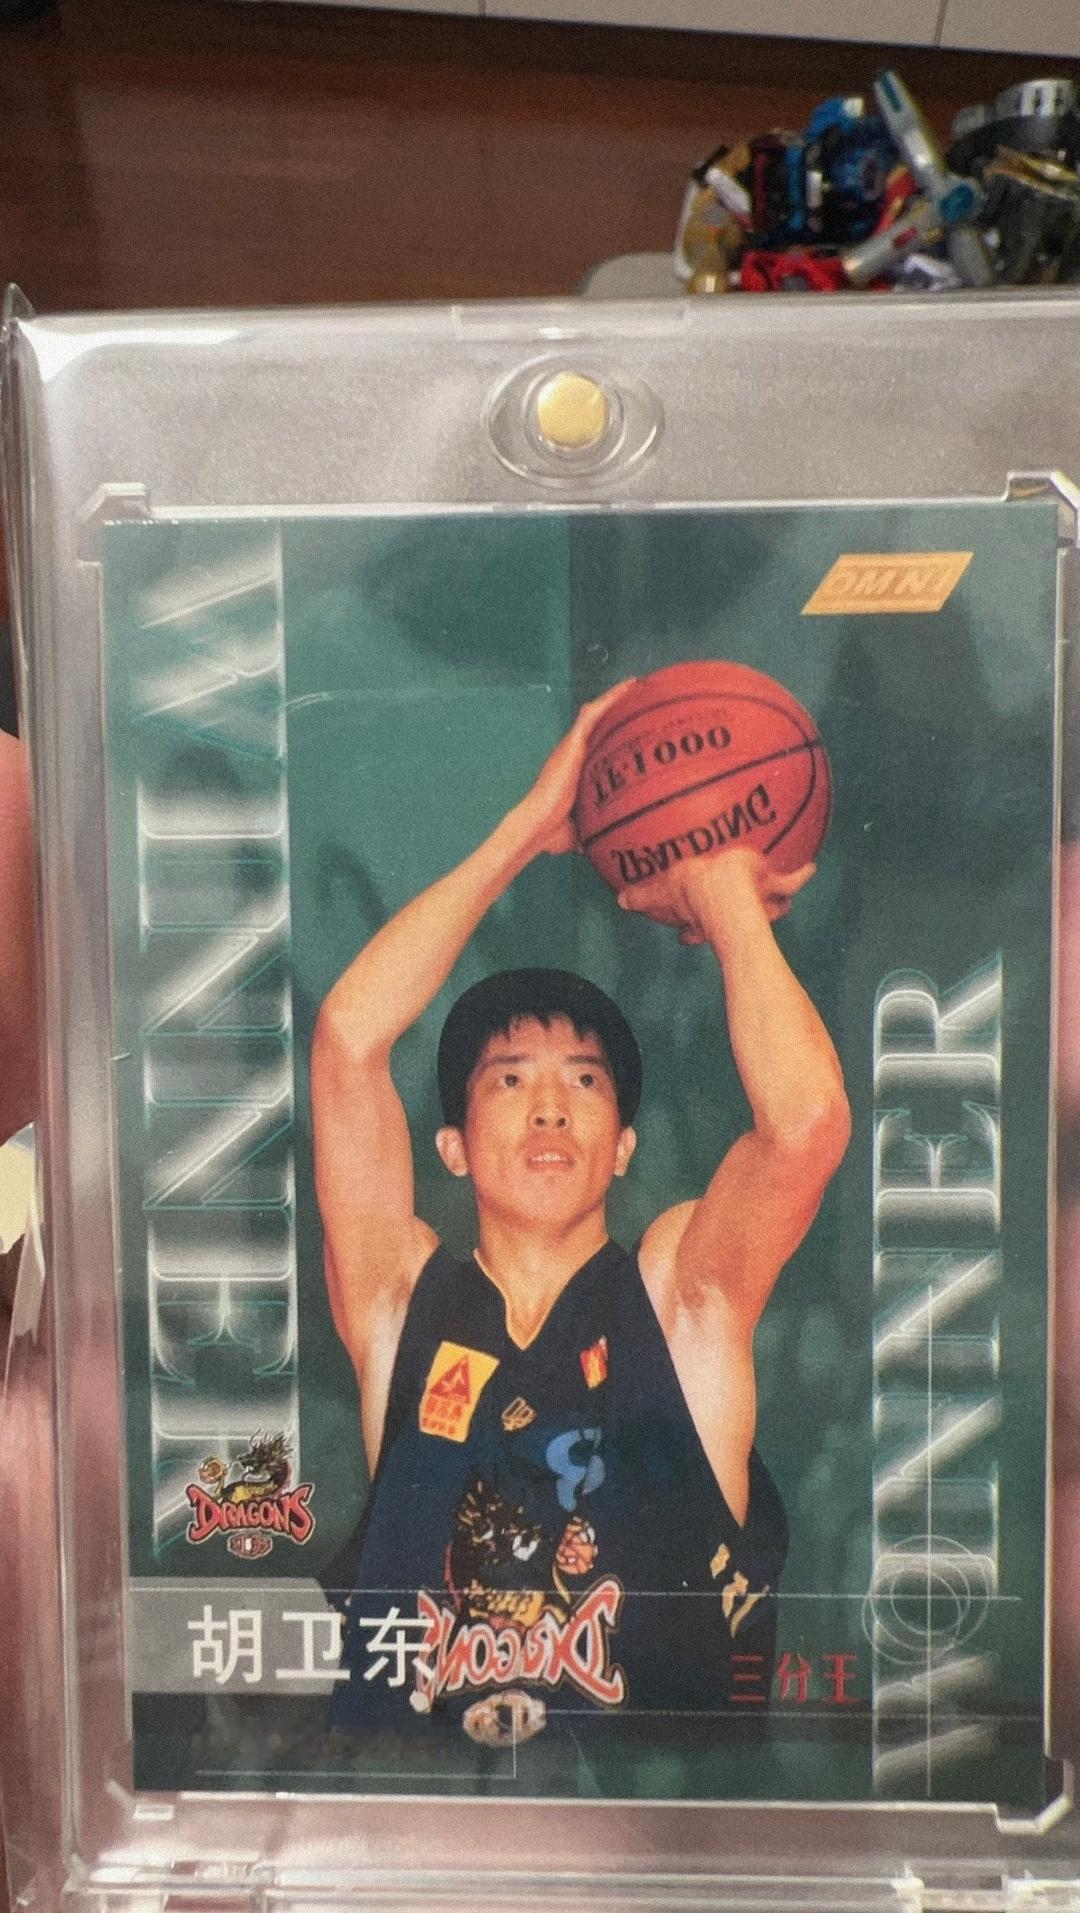 OMNI
WINNER
TF-1000
SPALDING
WINNER
DRAGONS
胡卫东
DRAGONS
三分王